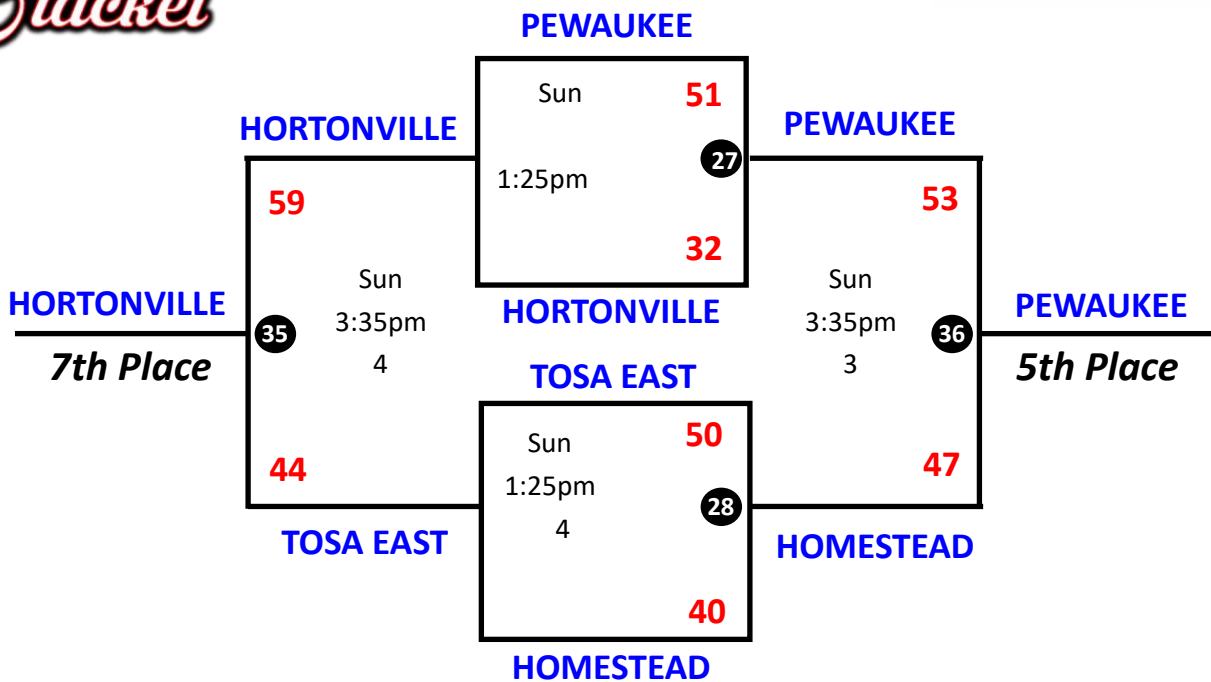 PEWAUKEE
Sun
51
HORTONVILLE
PEWAUKEE
27
1:25pm
59
53
32
Sun
Sun
HORTONVILLE
HORTONVILLE
PEWAUKEE
3:35pm
3:35pm
35
36
7th Place
4
3
5th Place
TOSA EAST
Sun
50
44
47
1:25pm
28
4
TOSA EAST
HOMESTEAD
40
HOMESTEAD